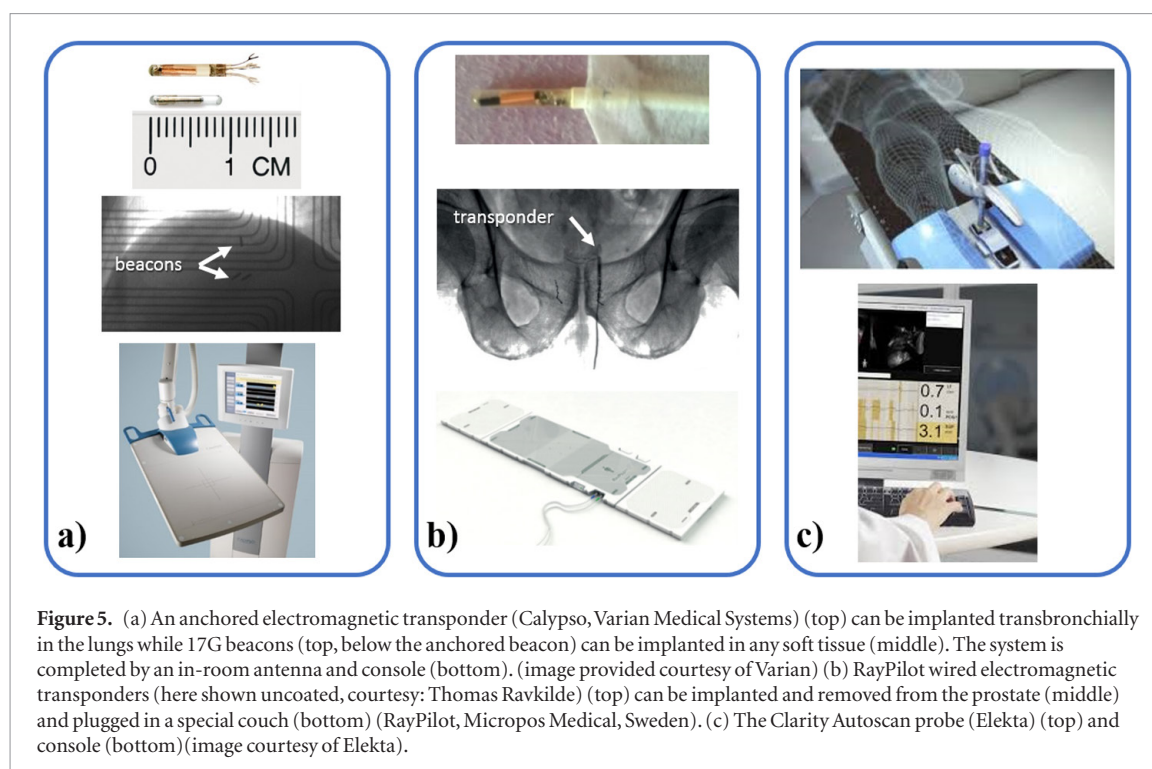 0 1 CM
beacons
a)
transponder
b)
0.7
0.1
3.1
c)
Figure 5. (a) An anchored electromagnetic transponder (Calypso, Varian Medical Systems) (top) can be implanted transbronchially
in the lungs while 17G beacons (top, below the anchored beacon) can be implanted in any soft tissue (middle). The system is
completed by an in-room antenna and console (bottom). (image provided courtesy of Varian) (b) RayPilot wired electromagnetic
transponders (here shown uncoated, courtesy: Thomas Ravkilde) (top) can be implanted and removed from the prostate (middle)
and plugged in a special couch (bottom) (RayPilot, Micropos Medical, Sweden). (c) The Clarity Autoscan probe (Elekta) (top) and
console (bottom)(image courtesy of Elekta).